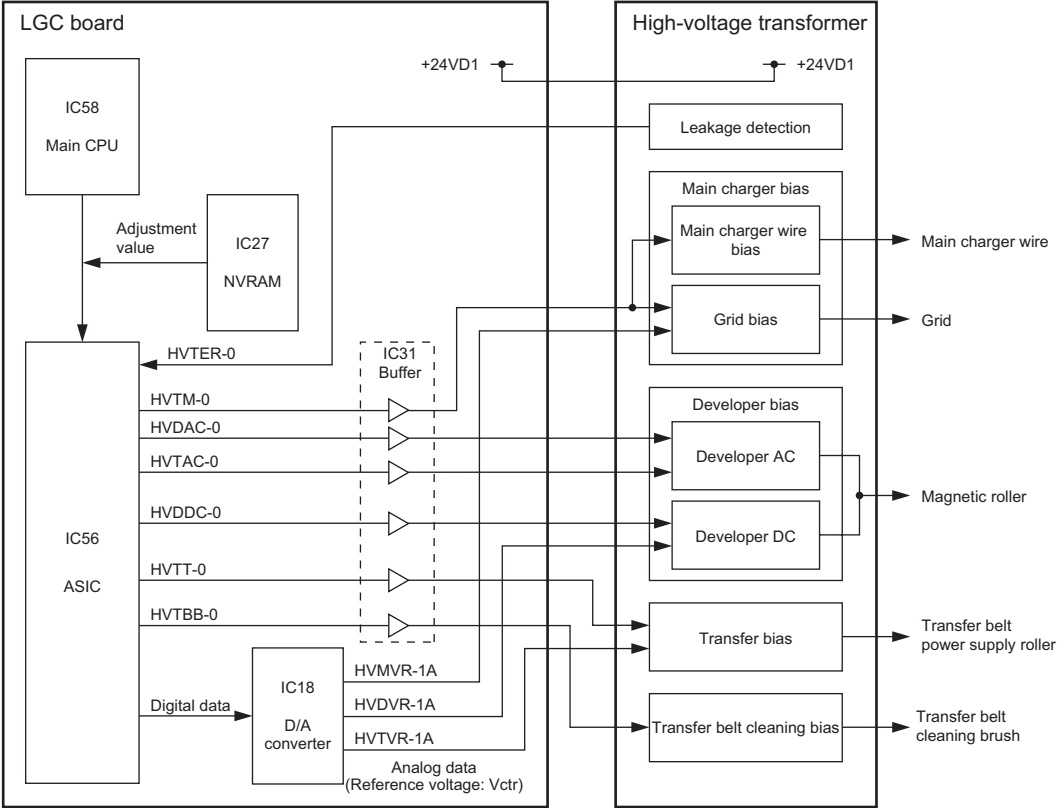 LGC board
High-voltage transformer
+24VD1
+24VD1
IC58
Main CPU
Leakage detection
Adjustment
value
IC27
NVRAM
Main charger bias
Main charger wire
bias
Main charger wire
Grid bias
Grid
HVTER-0
IC31
Buffer
HVTM-0
HVDAC-0
HVTAC-0
HVDDC-0
HVTT-0
HVTBB-0
IC56
ASIC
Developer bias
Developer AC
Developer DC
Magnetic roller
Transfer bias
Transfer belt
power supply roller
Digital data
IC18
D/A
converter
HVMVR-1A
HVDVR-1A
HVTVR-1A
Analog data
(Reference voltage: Vctr)
Transfer belt cleaning bias
Transfer belt
cleaning brush